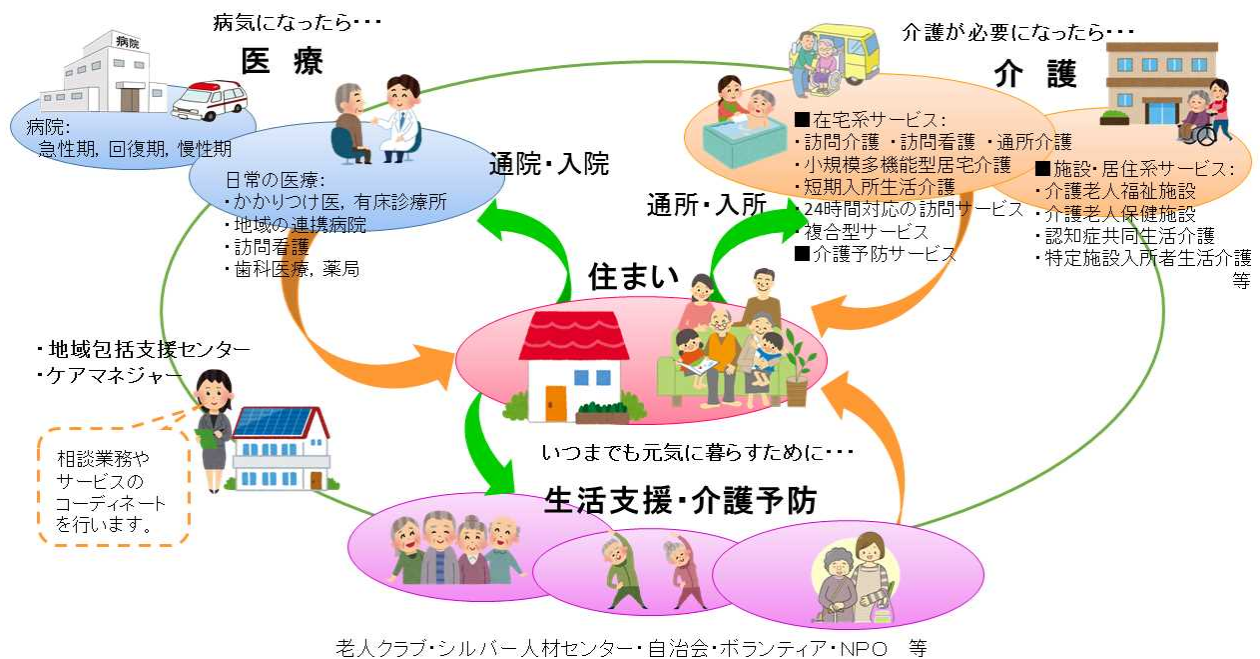 病気になったら・・・
医 療
病院
病院:
急性期, 回復期, 慢性期
日常の医療:
・かかりつけ医, 有床診療所
・地域の連携病院
・訪問看護
・歯科医療, 薬局
通院・入院
介護が必要になったら・・・
介 護
■在宅系サービス:
・訪問介護 ・訪問看護 ・通所介護
・小規模多機能型居宅介護
・短期入所生活介護
・24時間対応の訪問サービス
・複合型サービス
■介護予防サービス
■施設・居住系サービス:
・介護老人福祉施設
・介護老人保健施設
・認知症共同生活介護
・特定施設入所者生活介護
等
通所・入所
住まい
・地域包括支援センター
・ケアマネジャー
相談業務や
サービスの
コーディネート
を行います。
いつまでも元気に暮らすために・・・
生活支援・介護予防
老人クラブ・シルバー人材センター・自治会・ボランティア・NPO 等